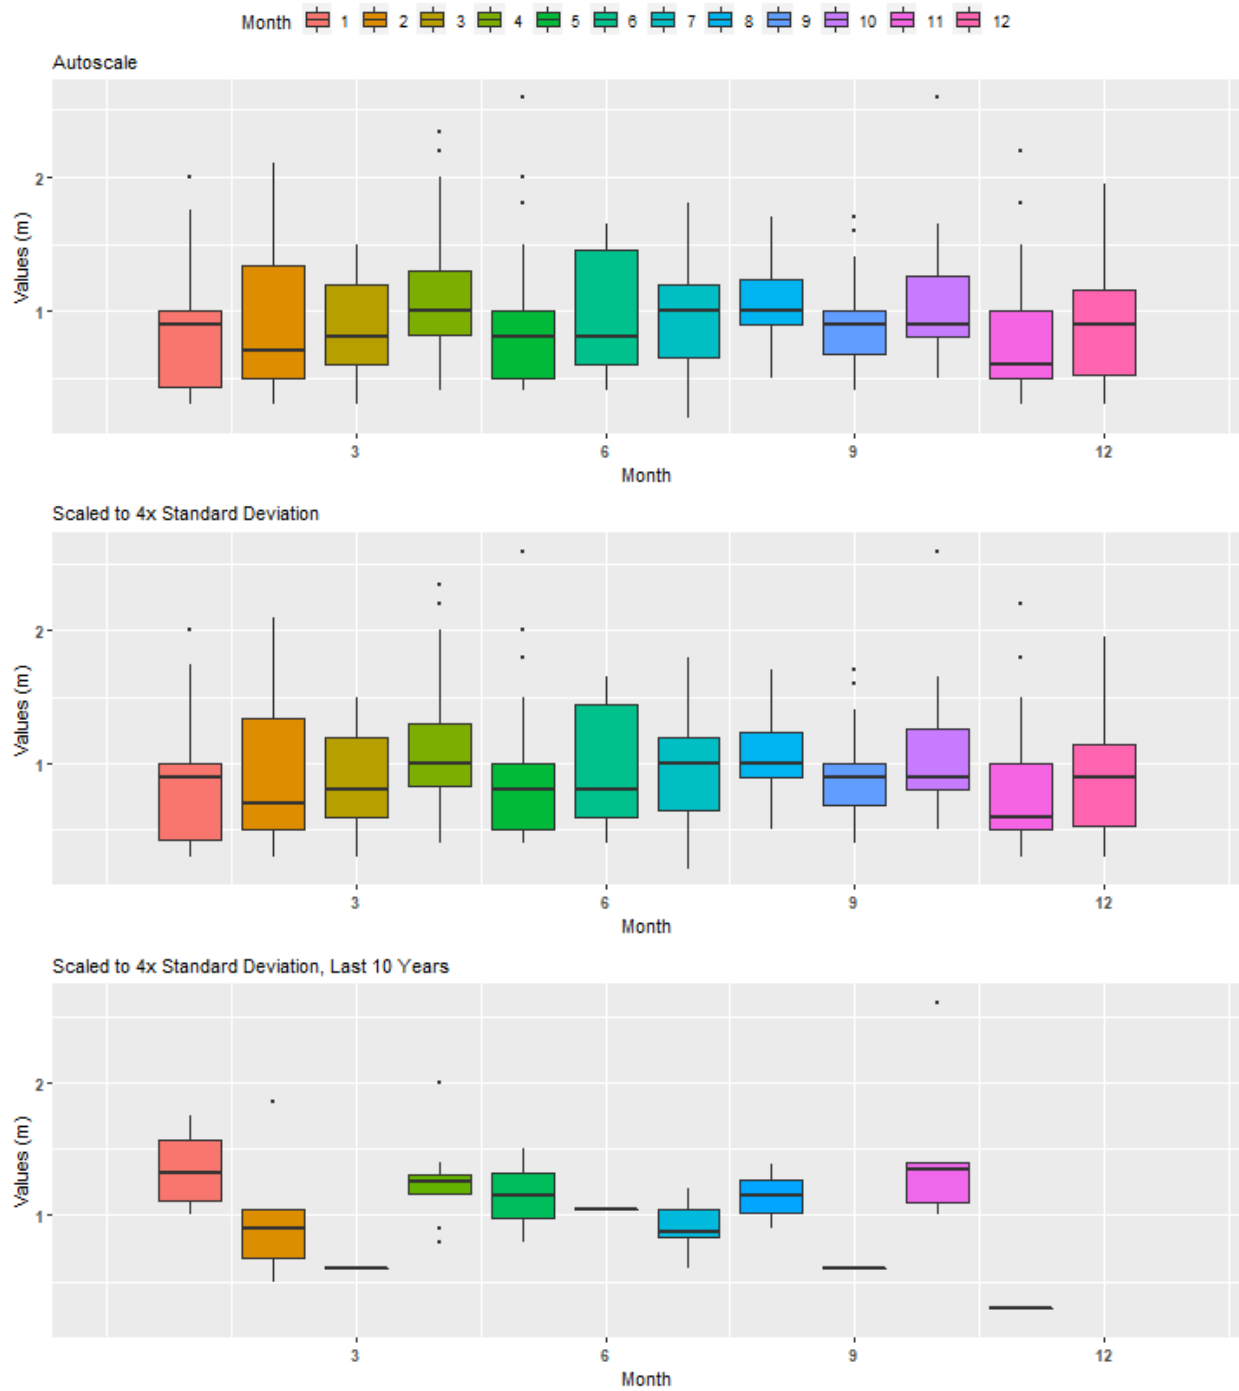 Month 1 2 3 4 5 6 7 8 9 10 11 12
Autoscale
Values (m)
2
1
3 6 9 12
Month
Scaled to 4x Standard Deviation
Values (m)
2
1
3 6 9 12
Month
Scaled to 4x Standard Deviation, Last 10 Years
Values (m)
2
1
3 6 9 12
Month